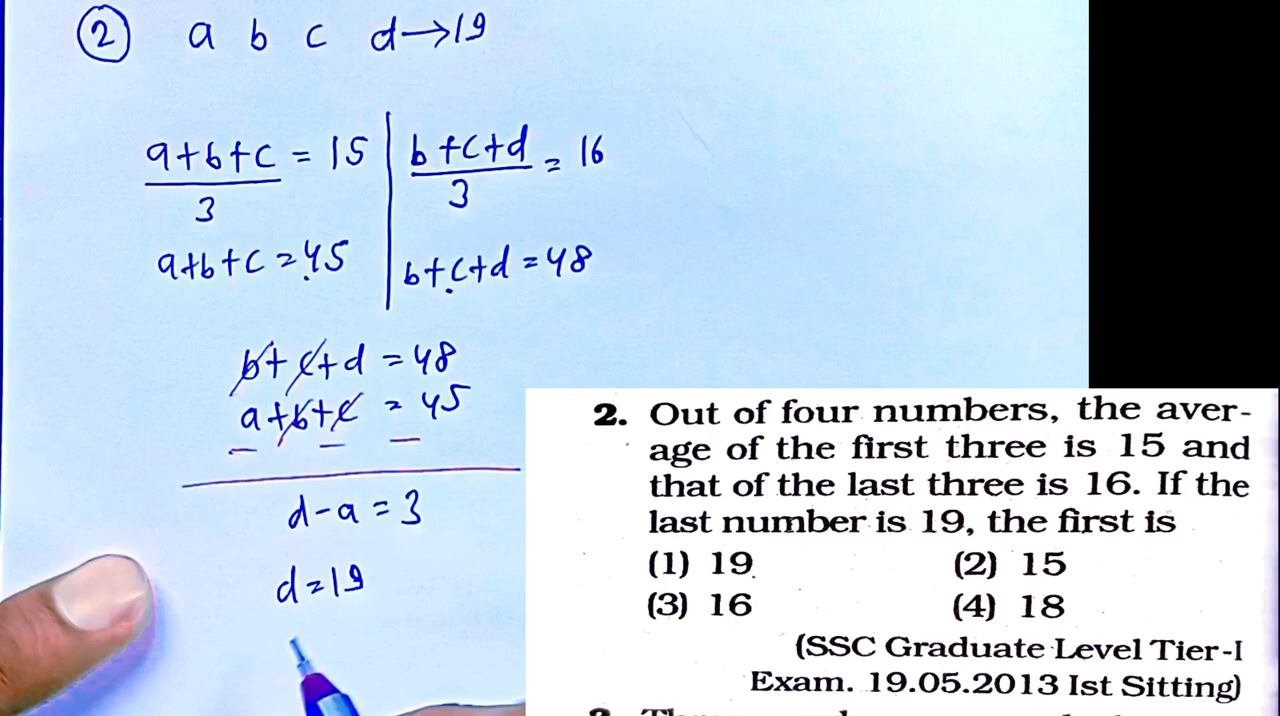 ② a b c d→19
a+b+c/3 = 15 | b+c+d/3 = 16
a+b+c = 45 | b+c+d = 48
b+c+d = 48
a+b+c = 45
d-a = 3
d = 19
2. Out of four numbers, the aver-
age of the first three is 15 and
that of the last three is 16. If the
last number is 19, the first is
(1) 19 (2) 15
(3) 16 (4) 18
(SSC Graduate Level Tier-I
Exam. 19.05.2013 Ist Sitting)